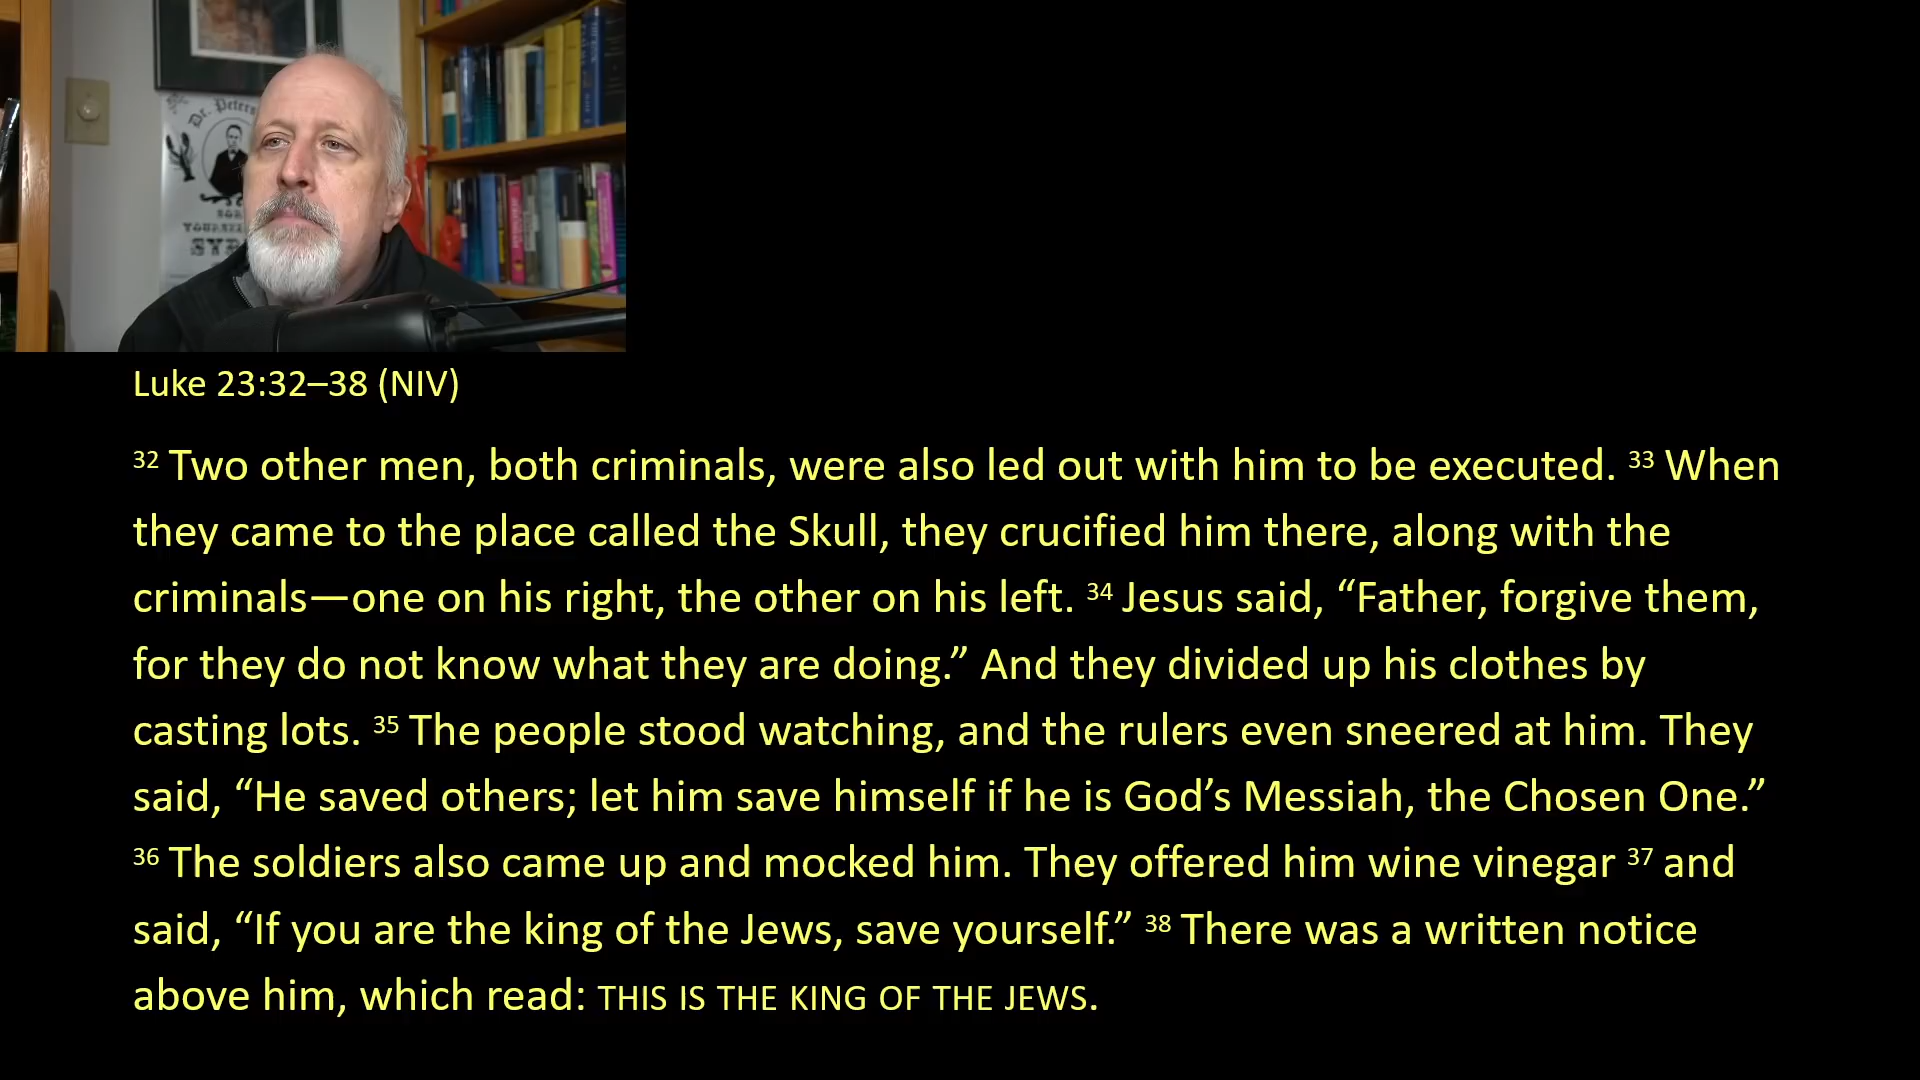 Dr. Peters
Luke 23:32–38 (NIV)
32 Two other men, both criminals, were also led out with him to be executed. 33 When
they came to the place called the Skull, they crucified him there, along with the
criminals—one on his right, the other on his left. 34 Jesus said, “Father, forgive them,
for they do not know what they are doing.” And they divided up his clothes by
casting lots. 35 The people stood watching, and the rulers even sneered at him. They
said, “He saved others; let him save himself if he is God’s Messiah, the Chosen One.”
36 The soldiers also came up and mocked him. They offered him wine vinegar 37 and
said, “If you are the king of the Jews, save yourself.” 38 There was a written notice
above him, which read: THIS IS THE KING OF THE JEWS.